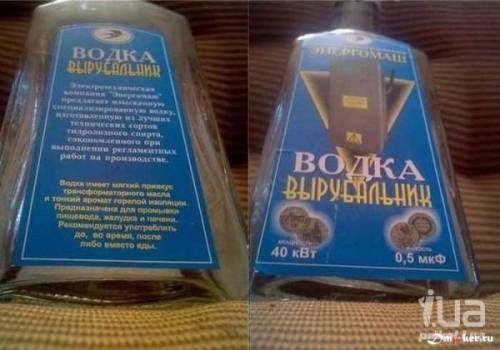 ВОДКА
ВЫРУБАЛЬНИК
Электротехническая
компания "Энергомаш"
предлагает изысканную
специализированную водку,
изготовленную из лучших
технических сортов
гидролизного спирта,
сэкономленного при
выполнении регламентных
работ на производстве.
Водка имеет мягкий привкус
трансформаторного масла
и тонкий аромат горелой изоляции.
Предназначена для промывки
пищевода, желудка и печени.
Рекомендуется употреблять
до, во время, после
либо вместо еды.
ЭНЕРГОМАШ
ВОДКА
ВЫРУБАЛЬНИК
мощность
40 кВт
0,5 мкФ
iua